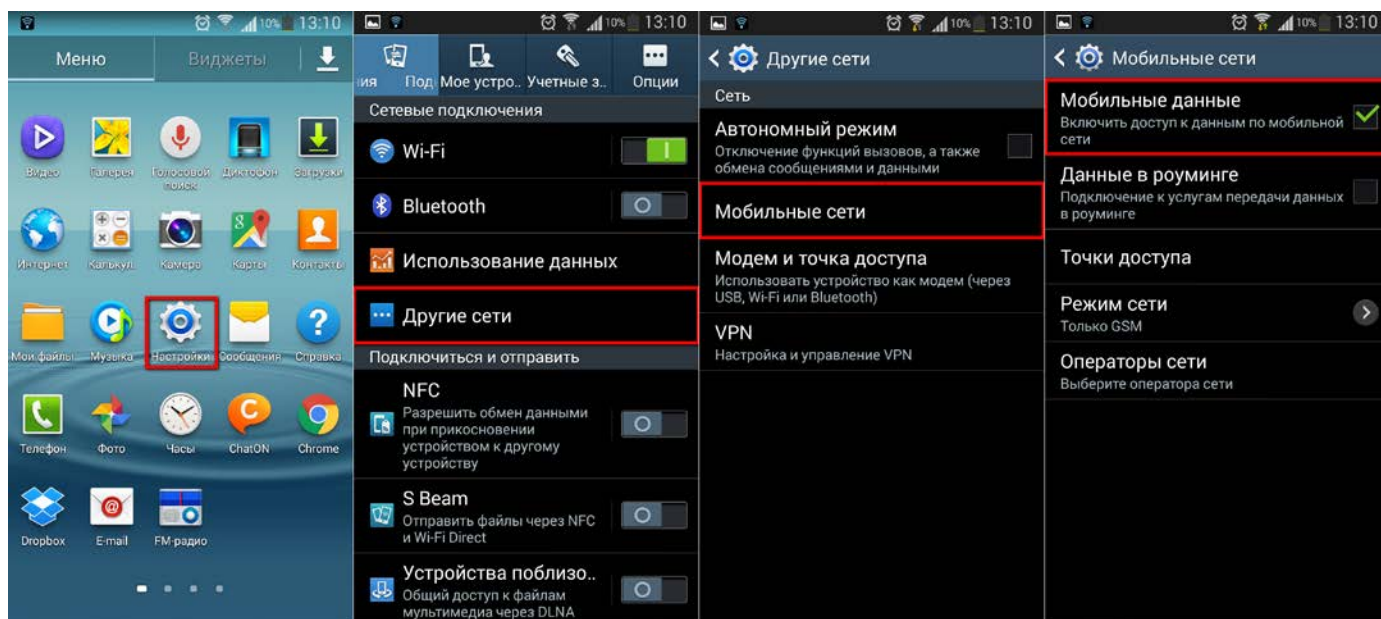 10% 13:10
Меню
Виджеты
Видео
Галерея
Голосовой
поиск
Диктофон
Загрузки
Интернет
Калькул.
Камера
Карты
Контакты
Мои файлы
Музыка
Настройки
Сообщения
Справка
Телефон
Фото
Часы
ChatON
Chrome
Dropbox
E-mail
FM-радио
10% 13:10
ия Под Мое устро.. Учетные з.. Опции
Сетевые подключения
Wi-Fi
Bluetooth
Использование данных
Другие сети
Подключиться и отправить
NFC
Разрешить обмен данными
при прикосновении
устройством к другому
устройству
S Beam
Отправить файлы через NFC
и Wi-Fi Direct
Устройства поблизо..
Общий доступ к файлам
мультимедиа через DLNA
10% 13:10
Другие сети
Сеть
Автономный режим
Отключение функций вызовов, а также
обмена сообщениями и данными
Мобильные сети
Модем и точка доступа
Использовать устройство как модем (через
USB, Wi-Fi или Bluetooth)
VPN
Настройка и управление VPN
10% 13:10
Мобильные сети
Мобильные данные
Включить доступ к данным по мобильной
сети
Данные в роуминге
Подключение к услугам передачи данных
в роуминге
Точки доступа
Режим сети
Только GSM
Операторы сети
Выберите оператора сети